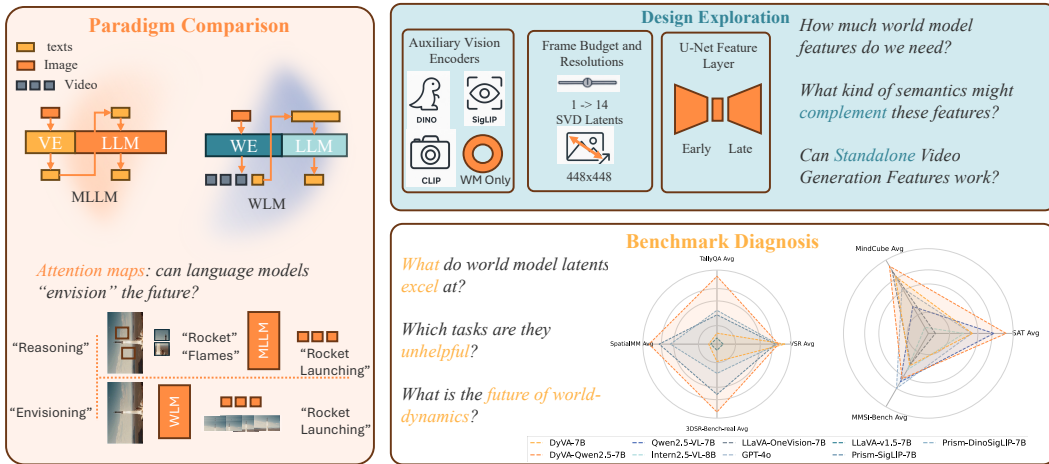 Paradigm Comparison
texts
Image
Video
VE
LLM
MLLM
WE
LLM
WLM
Attention maps: can language models
“envision” the future?
“Reasoning”
“Rocket”
“Flames”
MLLM
“Rocket
Launching”
“Envisioning”
WLM
“Rocket
Launching”
Design Exploration
Auxiliary Vision
Encoders
DINO
SigLIP
CLIP
WM Only
Frame Budget and
Resolutions
1 -> 14
SVD Latents
448x448
U-Net Feature
Layer
Early
Late
How much world model
features do we need?
What kind of semantics might
complement these features?
Can Standalone Video
Generation Features work?
Benchmark Diagnosis
What do world model latents
excel at?
Which tasks are they
unhelpful?
What is the future of world-
dynamics?
TallyQA Avg
SpatialMM Avg
VSR Avg
3DSR-Bench-real Avg
MindCube Avg
SAT Avg
MMSI-Bench Avg
DyVA-7B
Qwen2.5-VL-7B
LLaVA-OneVision-7B
LLaVA-v1.5-7B
Prism-DinoSigLIP-7B
DyVA-Qwen2.5-7B
Intern2.5-VL-8B
GPT-4o
Prism-SigLIP-7B